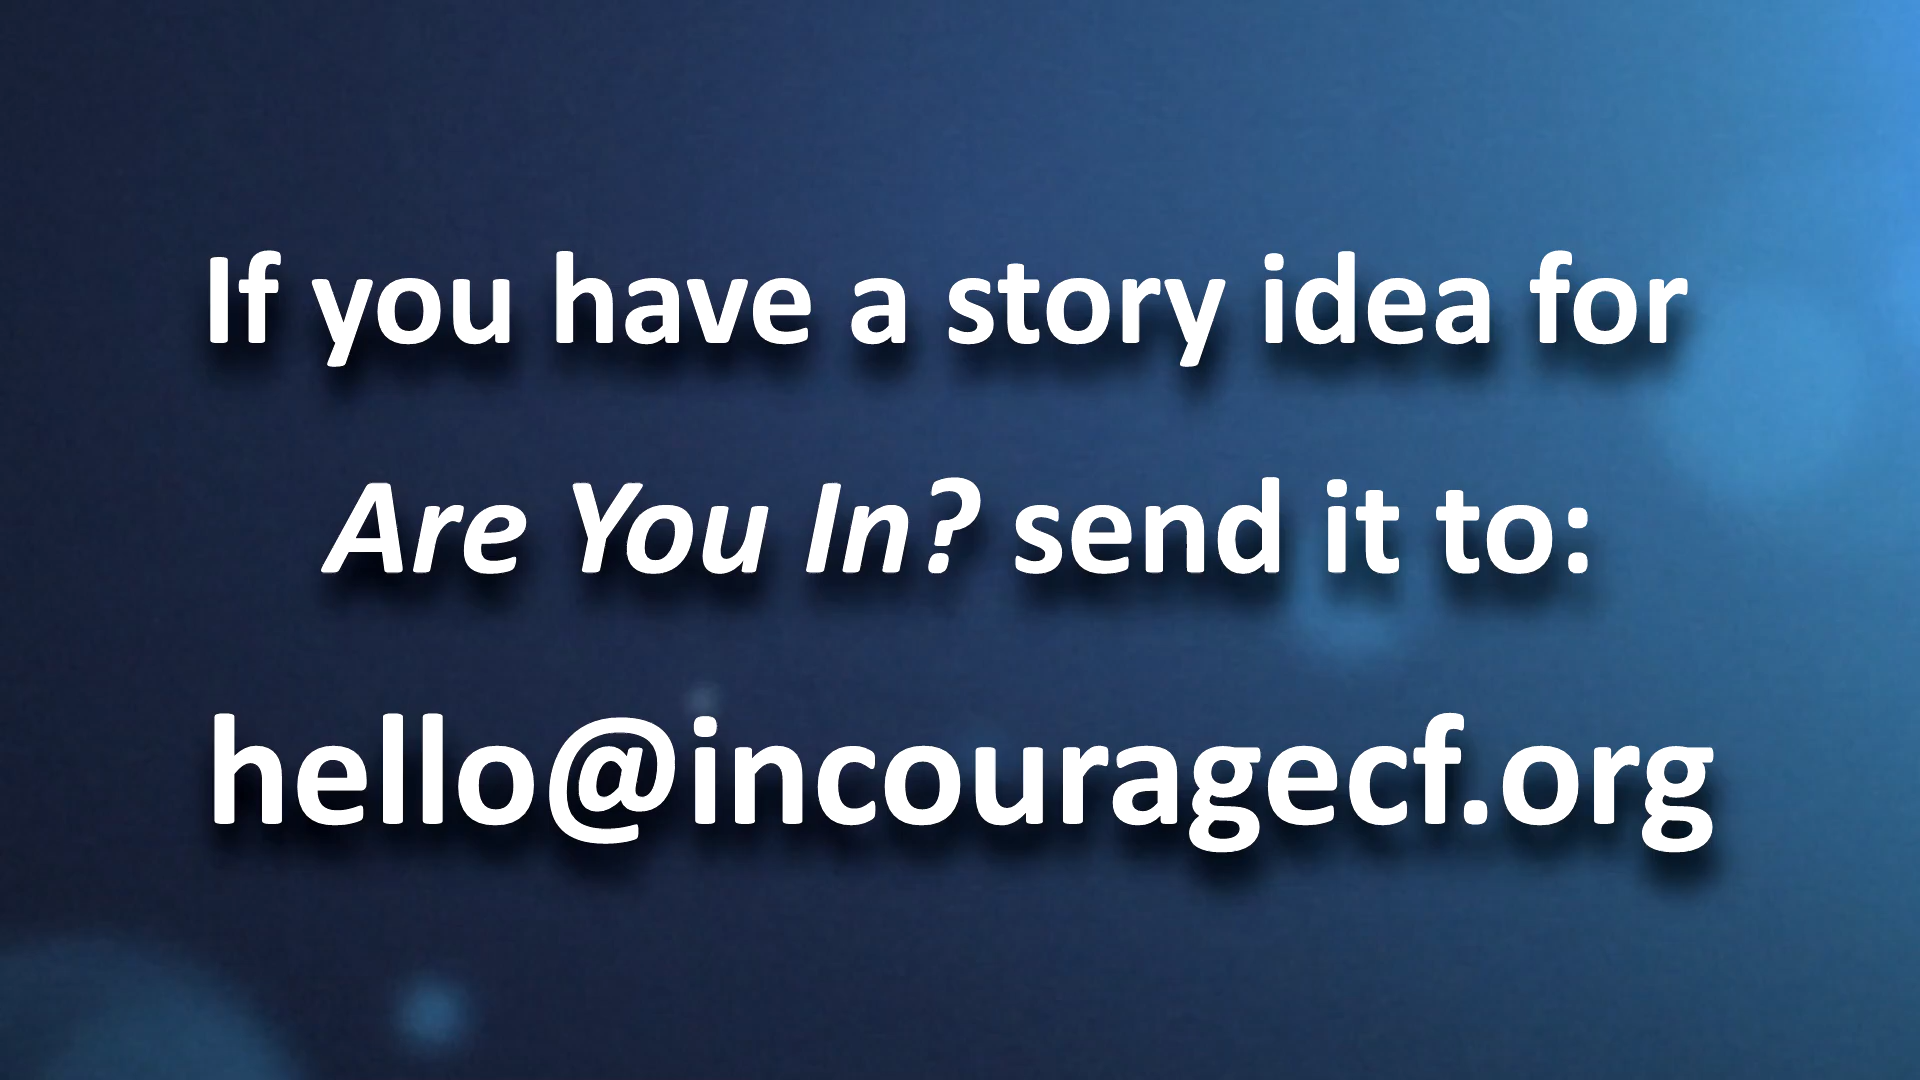 If you have a story idea for
Are You In? send it to:
hello@incouragecf.org